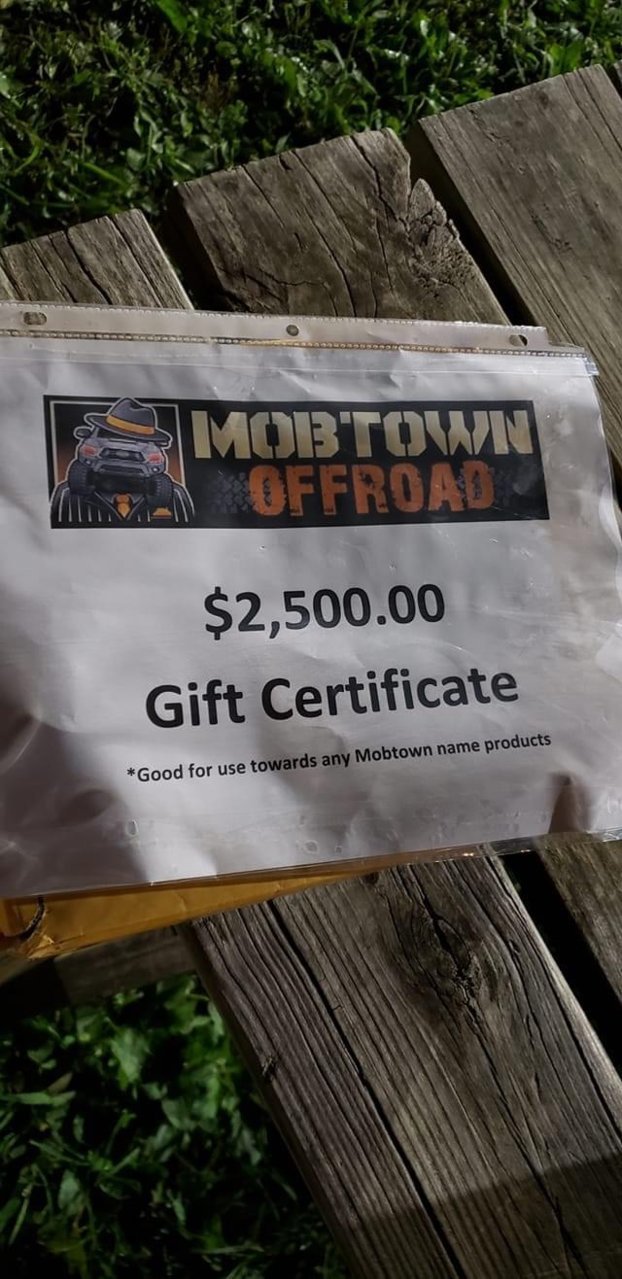 MOBTOWN
OFFROAD
$2,500.00
Gift Certificate
*Good for use towards any Mobtown name products